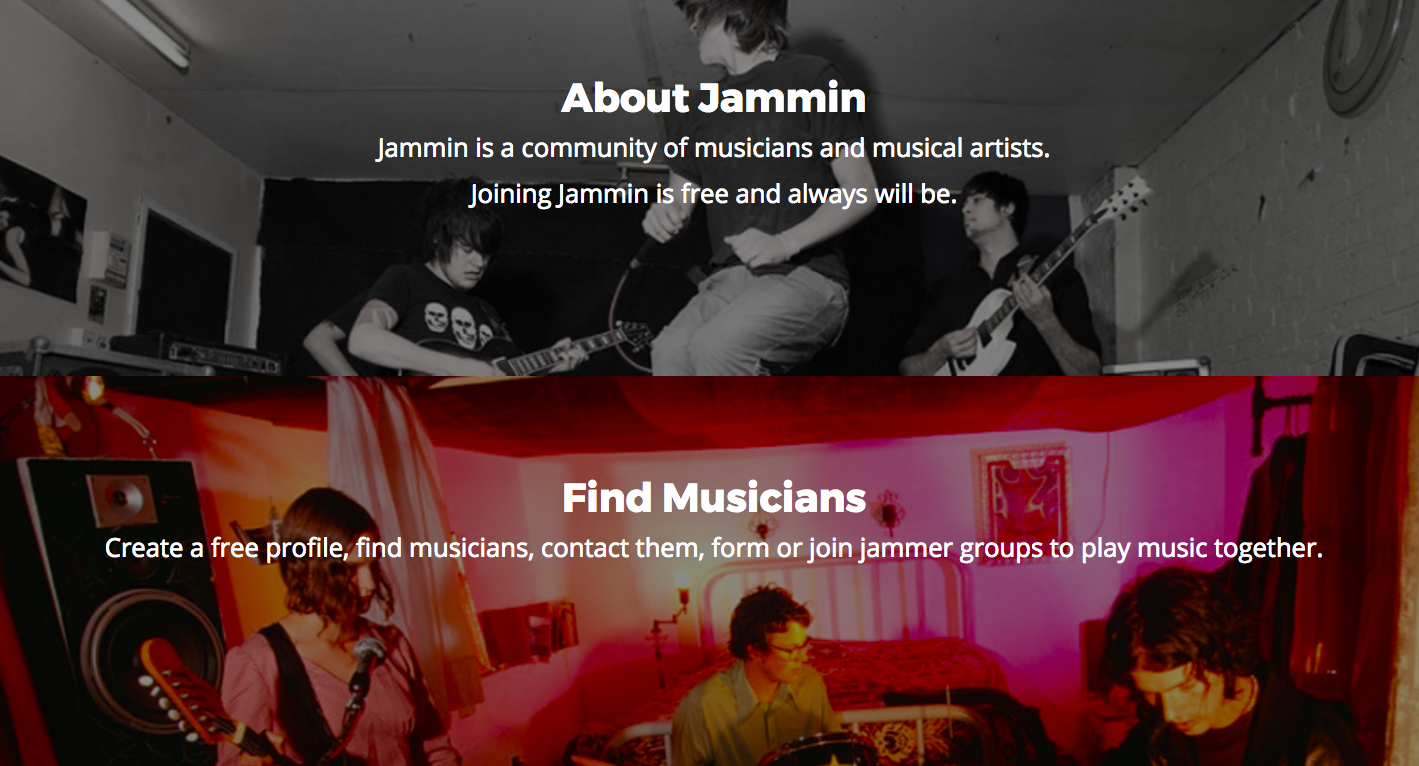 About Jammin
Jammin is a community of musicians and musical artists.
Joining Jammin is free and always will be.
Find Musicians
Create a free profile, find musicians, contact them, form or join jammer groups to play music together.